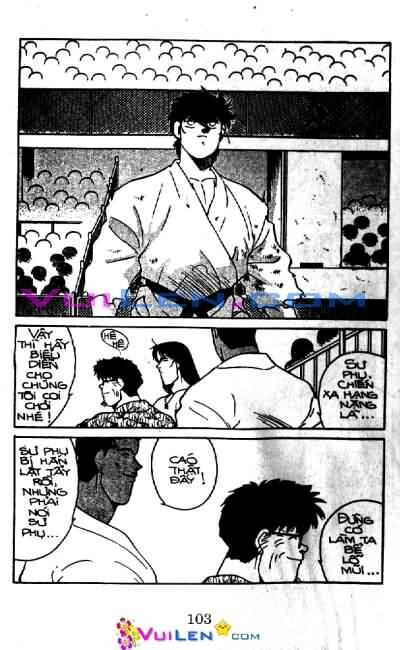 VuiLen.com
VẬY
THÌ HÃY
BIỂU
DIỄN
CHO
CHÚNG
TÔI COI
CHƠI
NHÉ!
HÊ
HÊ
SƯ
PHỤ,
CHIẾN
XA HẠNG
NẶNG
LÀ...
SƯ PHỤ
BỊ HẮN
LẬT TẨY
RỒI,
NHƯNG
PHẢI
NÓI
SƯ
PHỤ...
CAO
THẬT
ĐẤY!
ĐỪNG
CÓ
LÀM TA
BỂ
LỖ
MŨI...
103
VuiLen.com